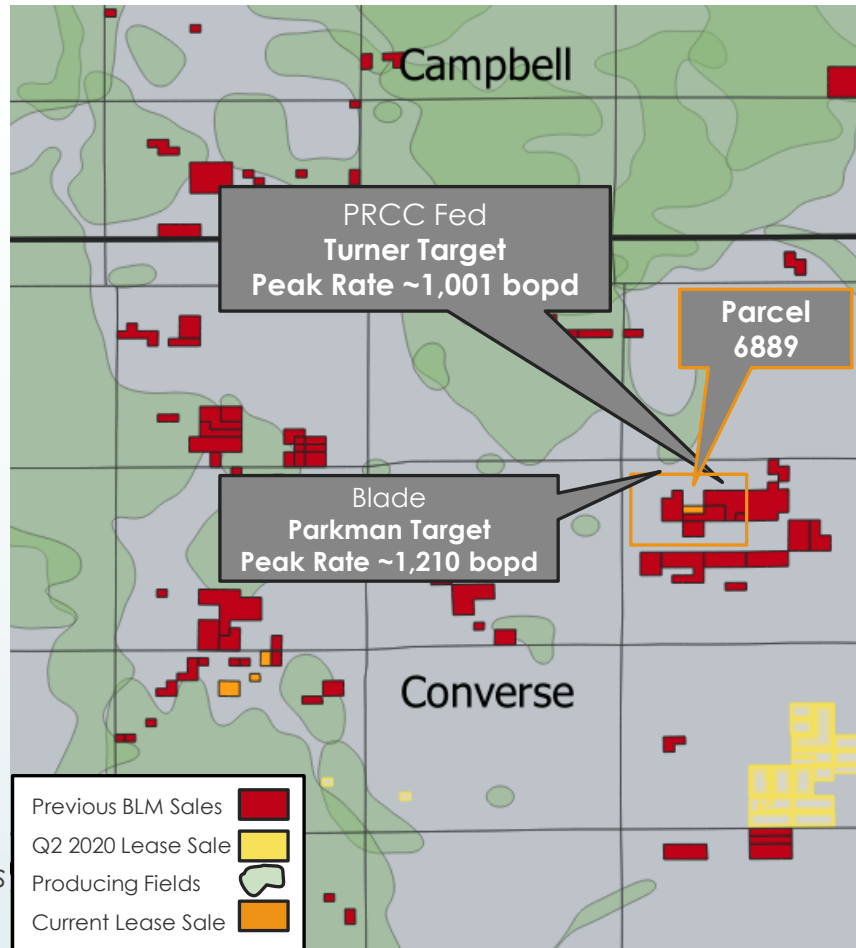 Campbell
PRCC Fed
Turner Target
Peak Rate ~1,001 bopd
Parcel
6889
Blade
Parkman Target
Peak Rate ~1,210 bopd
Converse
Previous BLM Sales
Q2 2020 Lease Sale
s
Producing Fields
Current Lease Sale